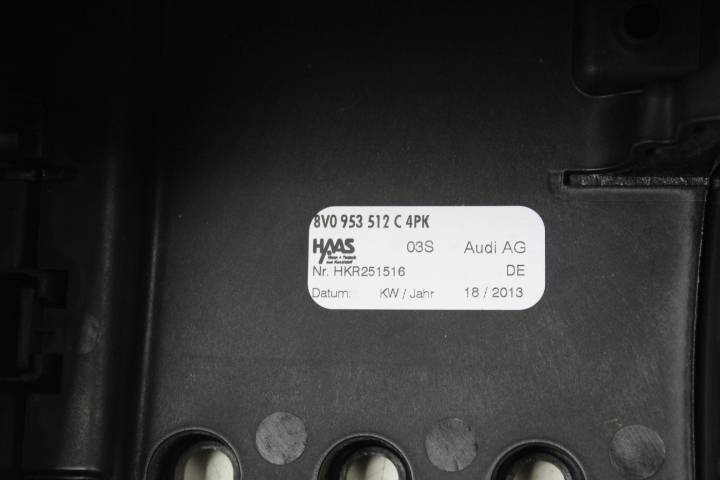 8V0 953 512 C 4PK
HAAS 03S Audi AG
Nr. HKR251516 DE
Datum: KW / Jahr 18 / 2013